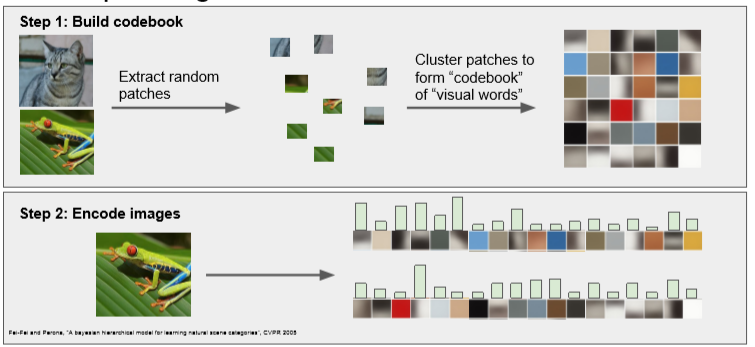 Step 1: Build codebook
Extract random
patches
Cluster patches to
form “codebook”
of “visual words”
Step 2: Encode images
Fei-Fei and Perona, “A bayesian hierarchical model for learning natural scene categories”, CVPR 2005